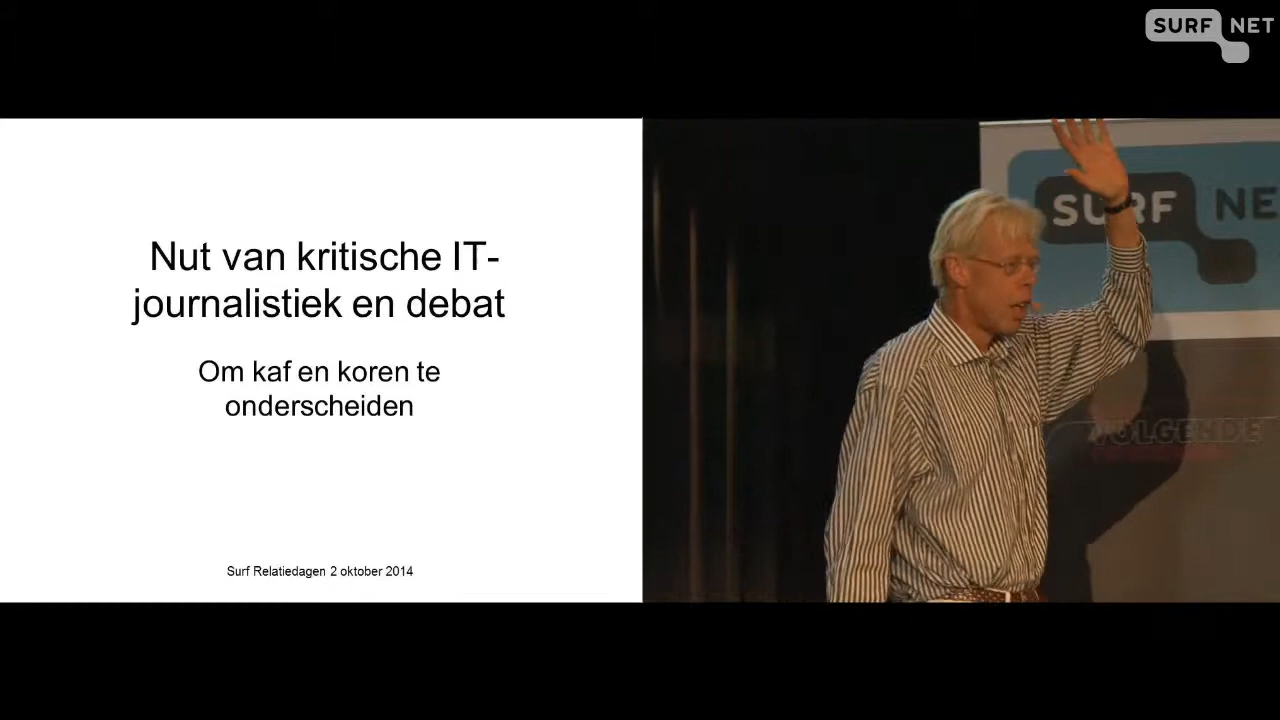 SURF NET
Nut van kritische IT-
journalistiek en debat
Om kaf en koren te
onderscheiden
Surf Relatiedagen 2 oktober 2014
SURF NE
VOLGENDE